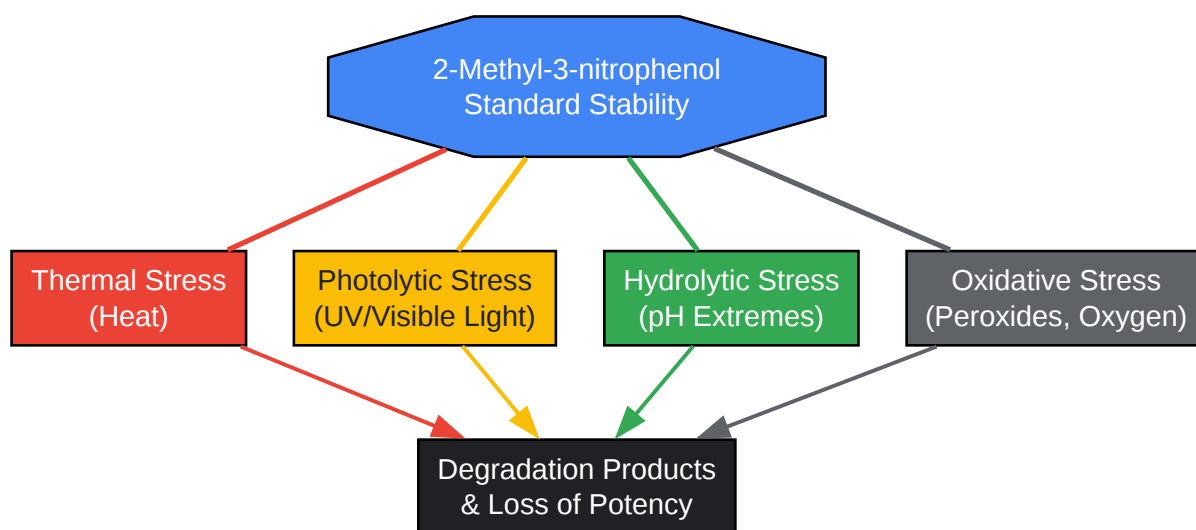 2-Methyl-3-nitrophenol
Standard Stability
Thermal Stress
(Heat)
Photolytic Stress
(UV/Visible Light)
Hydrolytic Stress
(pH Extremes)
Oxidative Stress
(Peroxides, Oxygen)
Degradation Products
& Loss of Potency